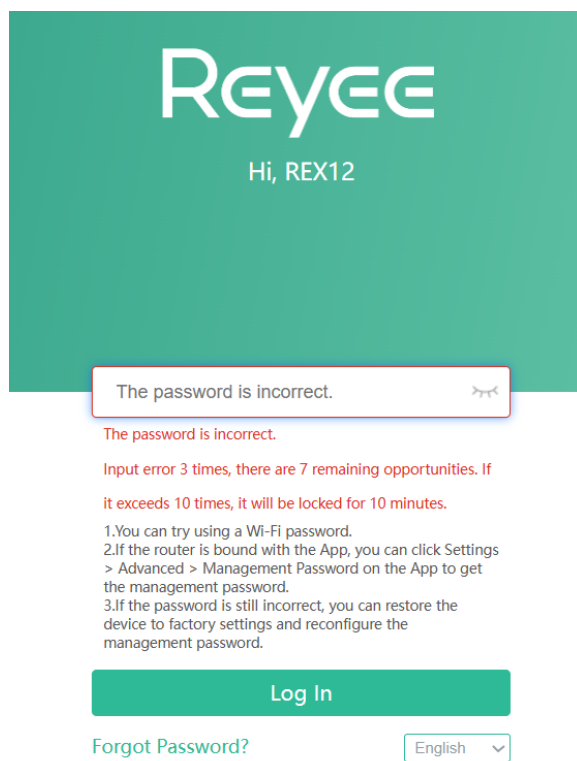 Reyee
Hi, REX12
The password is incorrect.
The password is incorrect.
Input error 3 times, there are 7 remaining opportunities. If
it exceeds 10 times, it will be locked for 10 minutes.
1.You can try using a Wi-Fi password.
2.If the router is bound with the App, you can click Settings
> Advanced > Management Password on the App to get
the management password.
3.If the password is still incorrect, you can restore the
device to factory settings and reconfigure the
management password.
Log In
Forgot Password?
English